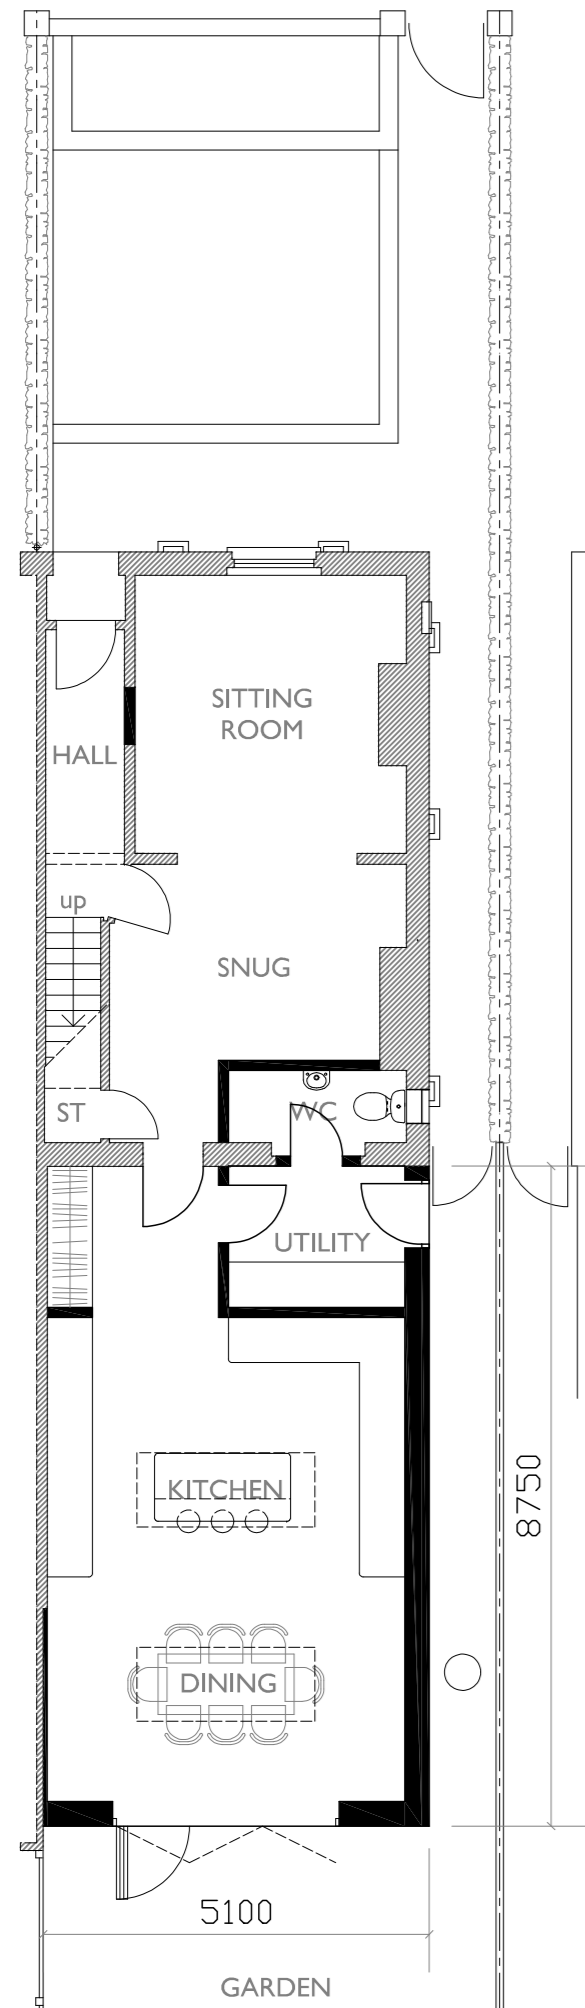 SITTING
ROOM
HALL
up
SNUG
ST
WC
UTILITY
KITCHEN
8750
DINING
5100
GARDEN